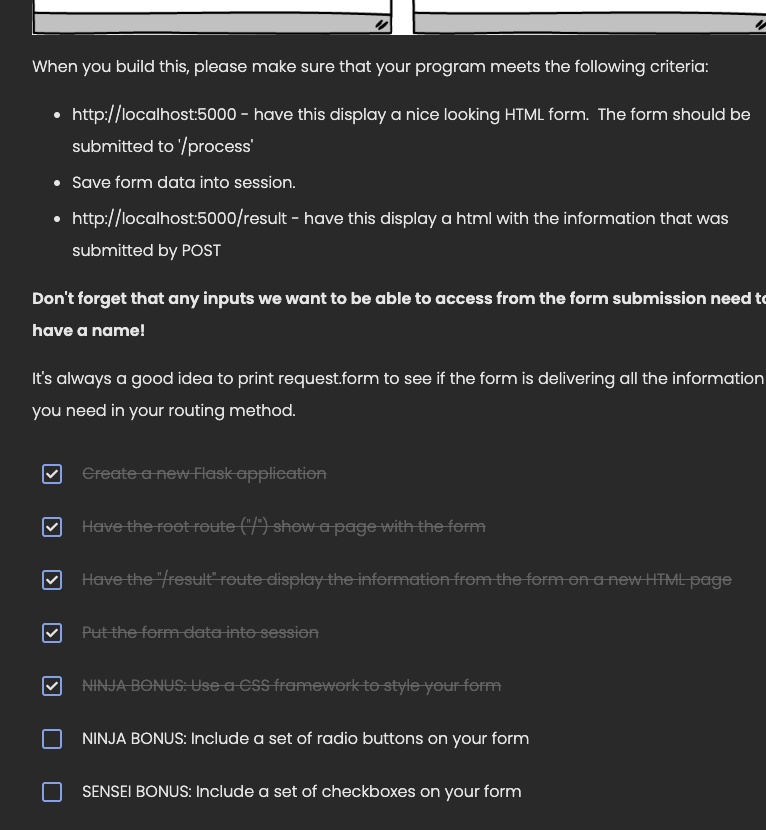 When you build this, please make sure that your program meets the following criteria:
http://localhost:5000 - have this display a nice looking HTML form.  The form should be
submitted to '/process'
Save form data into session.
http://localhost:5000/result - have this display a html with the information that was
submitted by POST
Don't forget that any inputs we want to be able to access from the form submission need to
have a name!
It's always a good idea to print request.form to see if the form is delivering all the information
you need in your routing method.
Create a new Flask application
Have the root route ("/") show a page with the form
Have the "/result" route display the information from the form on a new HTML page
Put the form data into session
NINJA BONUS: Use a CSS framework to style your form
NINJA BONUS: Include a set of radio buttons on your form
SENSEI BONUS: Include a set of checkboxes on your form